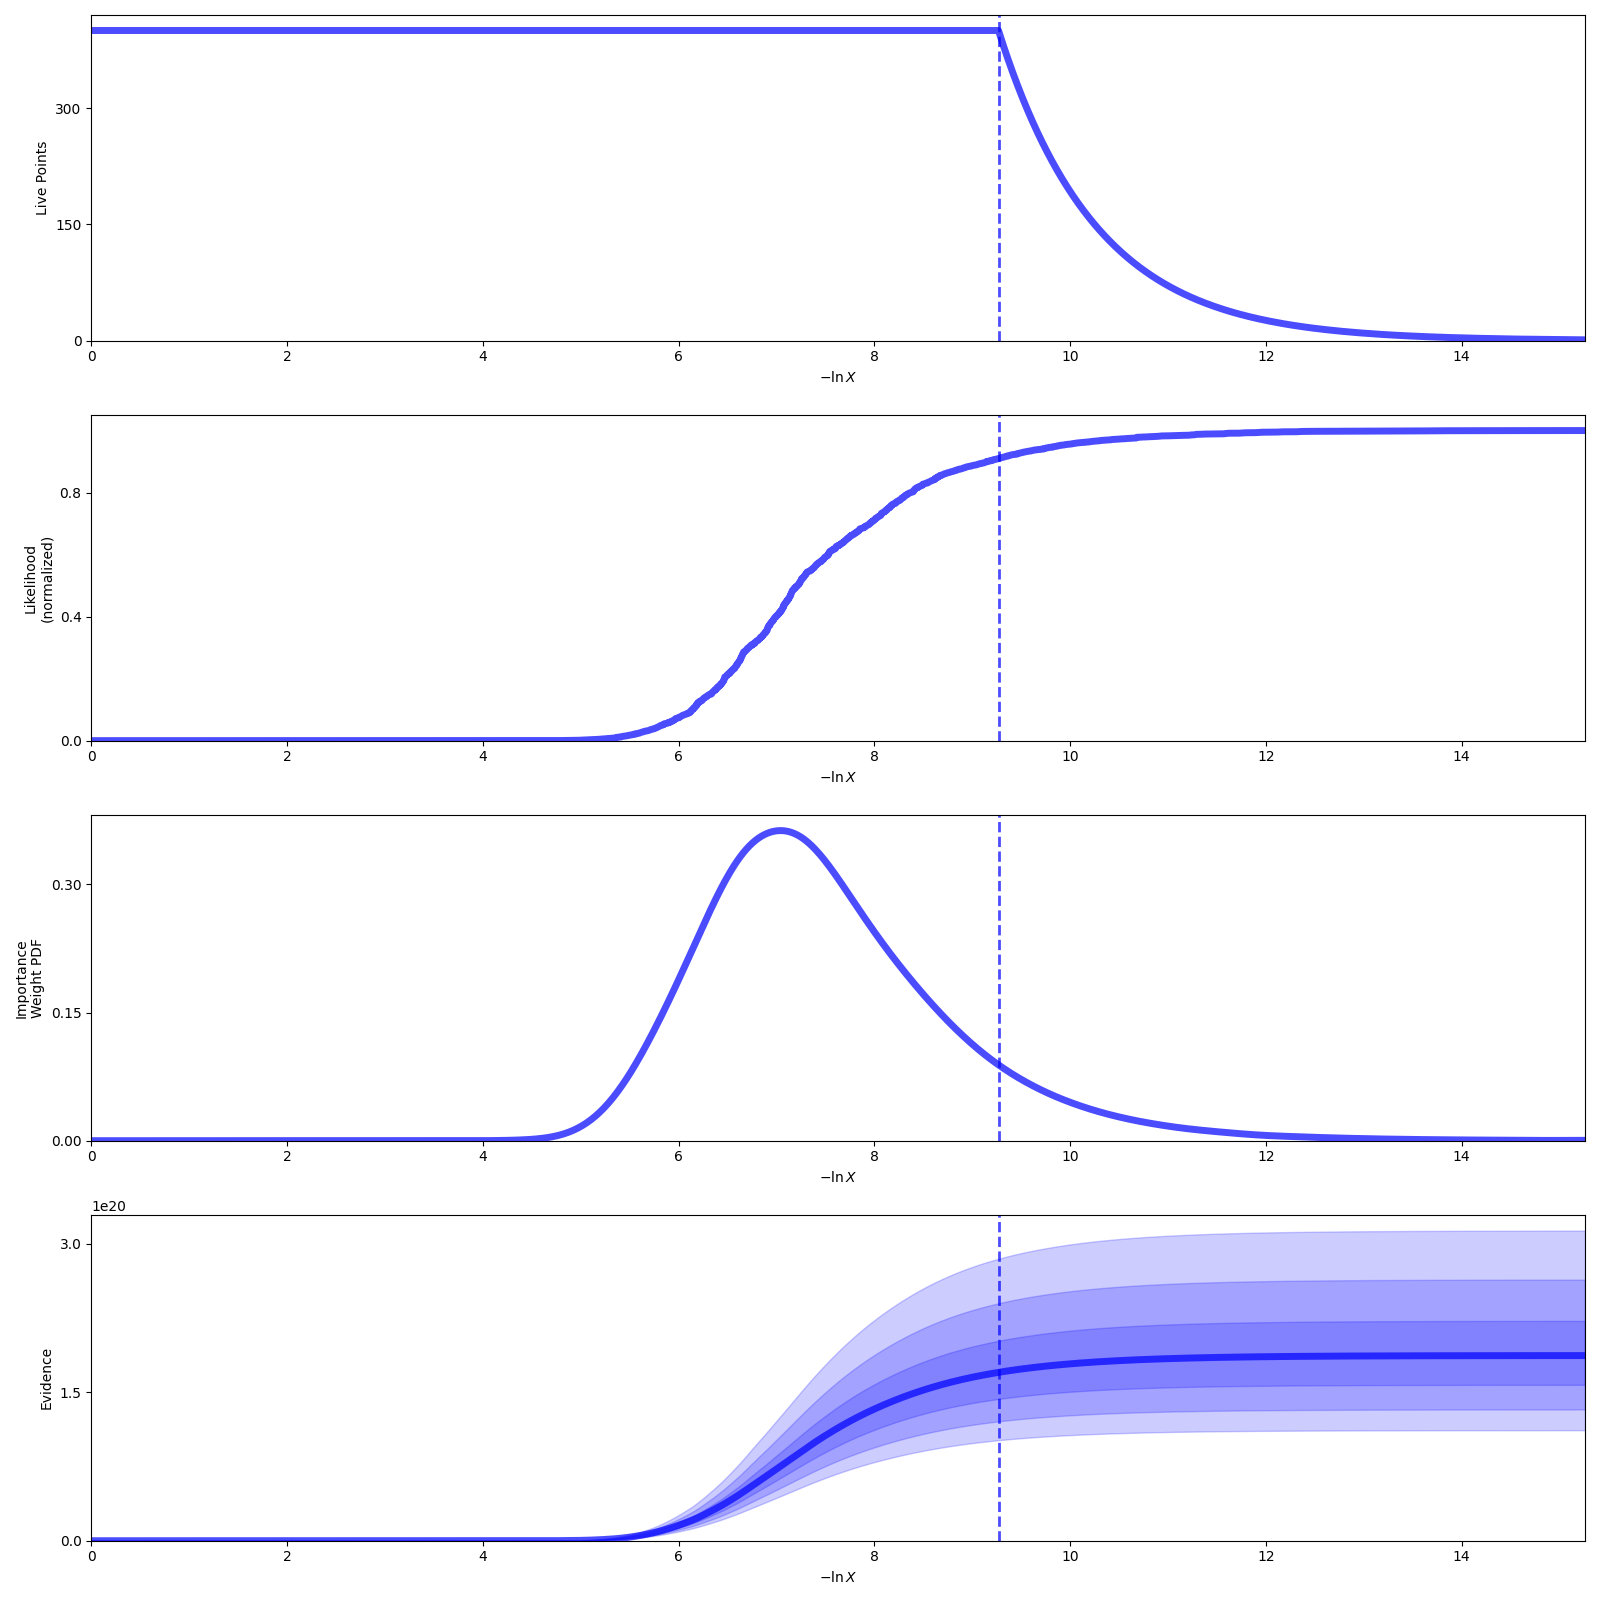 300
150
0
Live Points
0 2 4 6 8 10 12 14
−ln X
0.8
0.4
0.0
Likelihood
(normalized)
0 2 4 6 8 10 12 14
−ln X
0.30
0.15
0.00
Importance
Weight PDF
0 2 4 6 8 10 12 14
−ln X
1e20
3.0
1.5
0.0
Evidence
0 2 4 6 8 10 12 14
−ln X